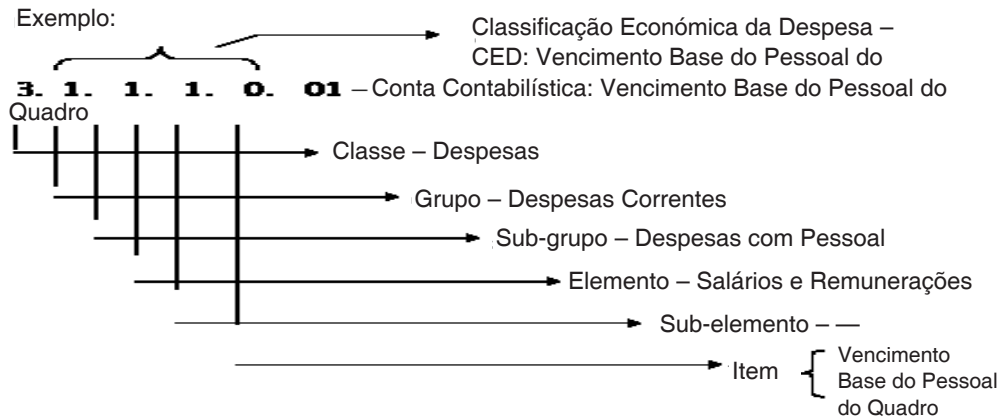 Exemplo:
Classificação Económica da Despesa –
CED: Vencimento Base do Pessoal do
3. 1. 1. 1. 0. 01 – Conta Contabilística: Vencimento Base do Pessoal do
Quadro
Classe – Despesas
Grupo – Despesas Correntes
Sub-grupo – Despesas com Pessoal
Elemento – Salários e Remunerações
Sub-elemento – —
Item
Vencimento
Base do Pessoal
do Quadro